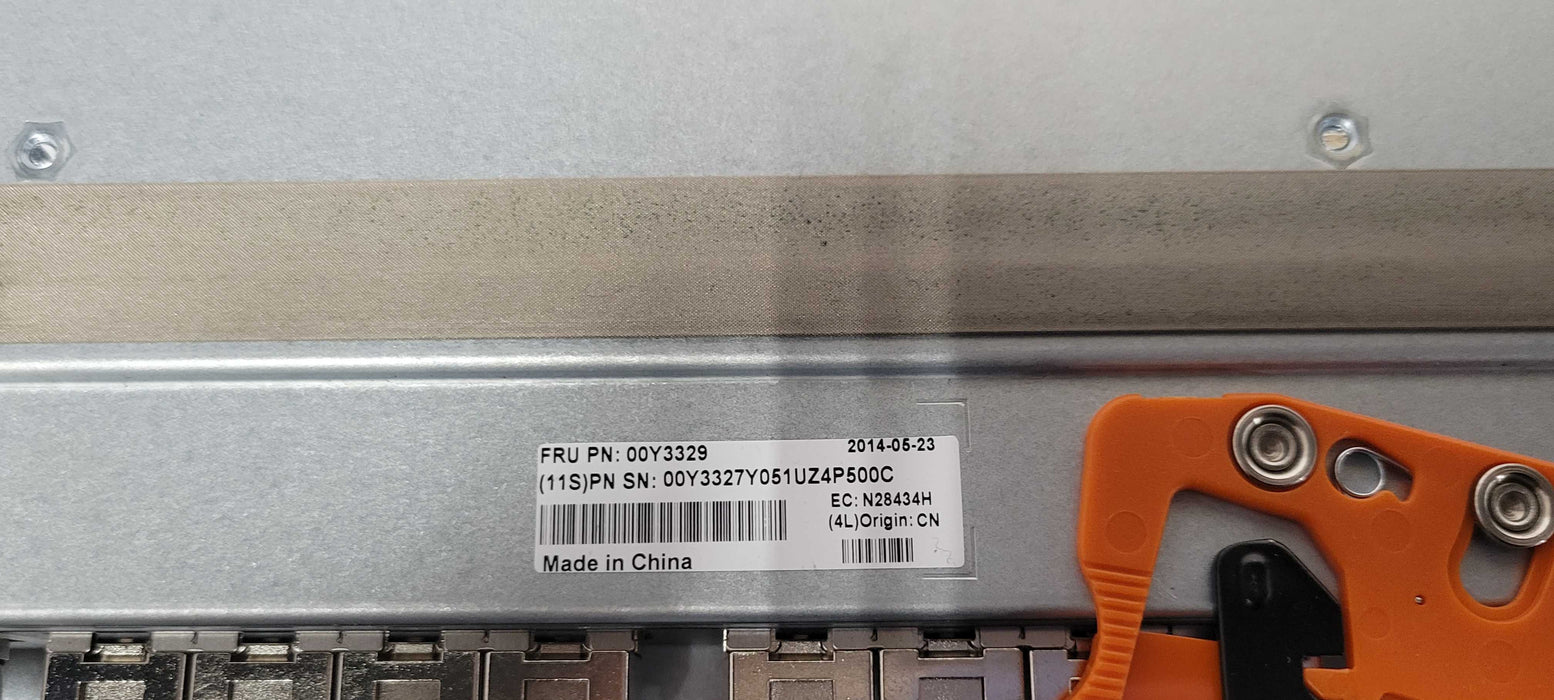 FRU PN: 00Y3329
2014-05-23
(11S)PN SN: 00Y3327Y051UZ4P500C
EC: N28434H
(4L)Origin: CN
Made in China